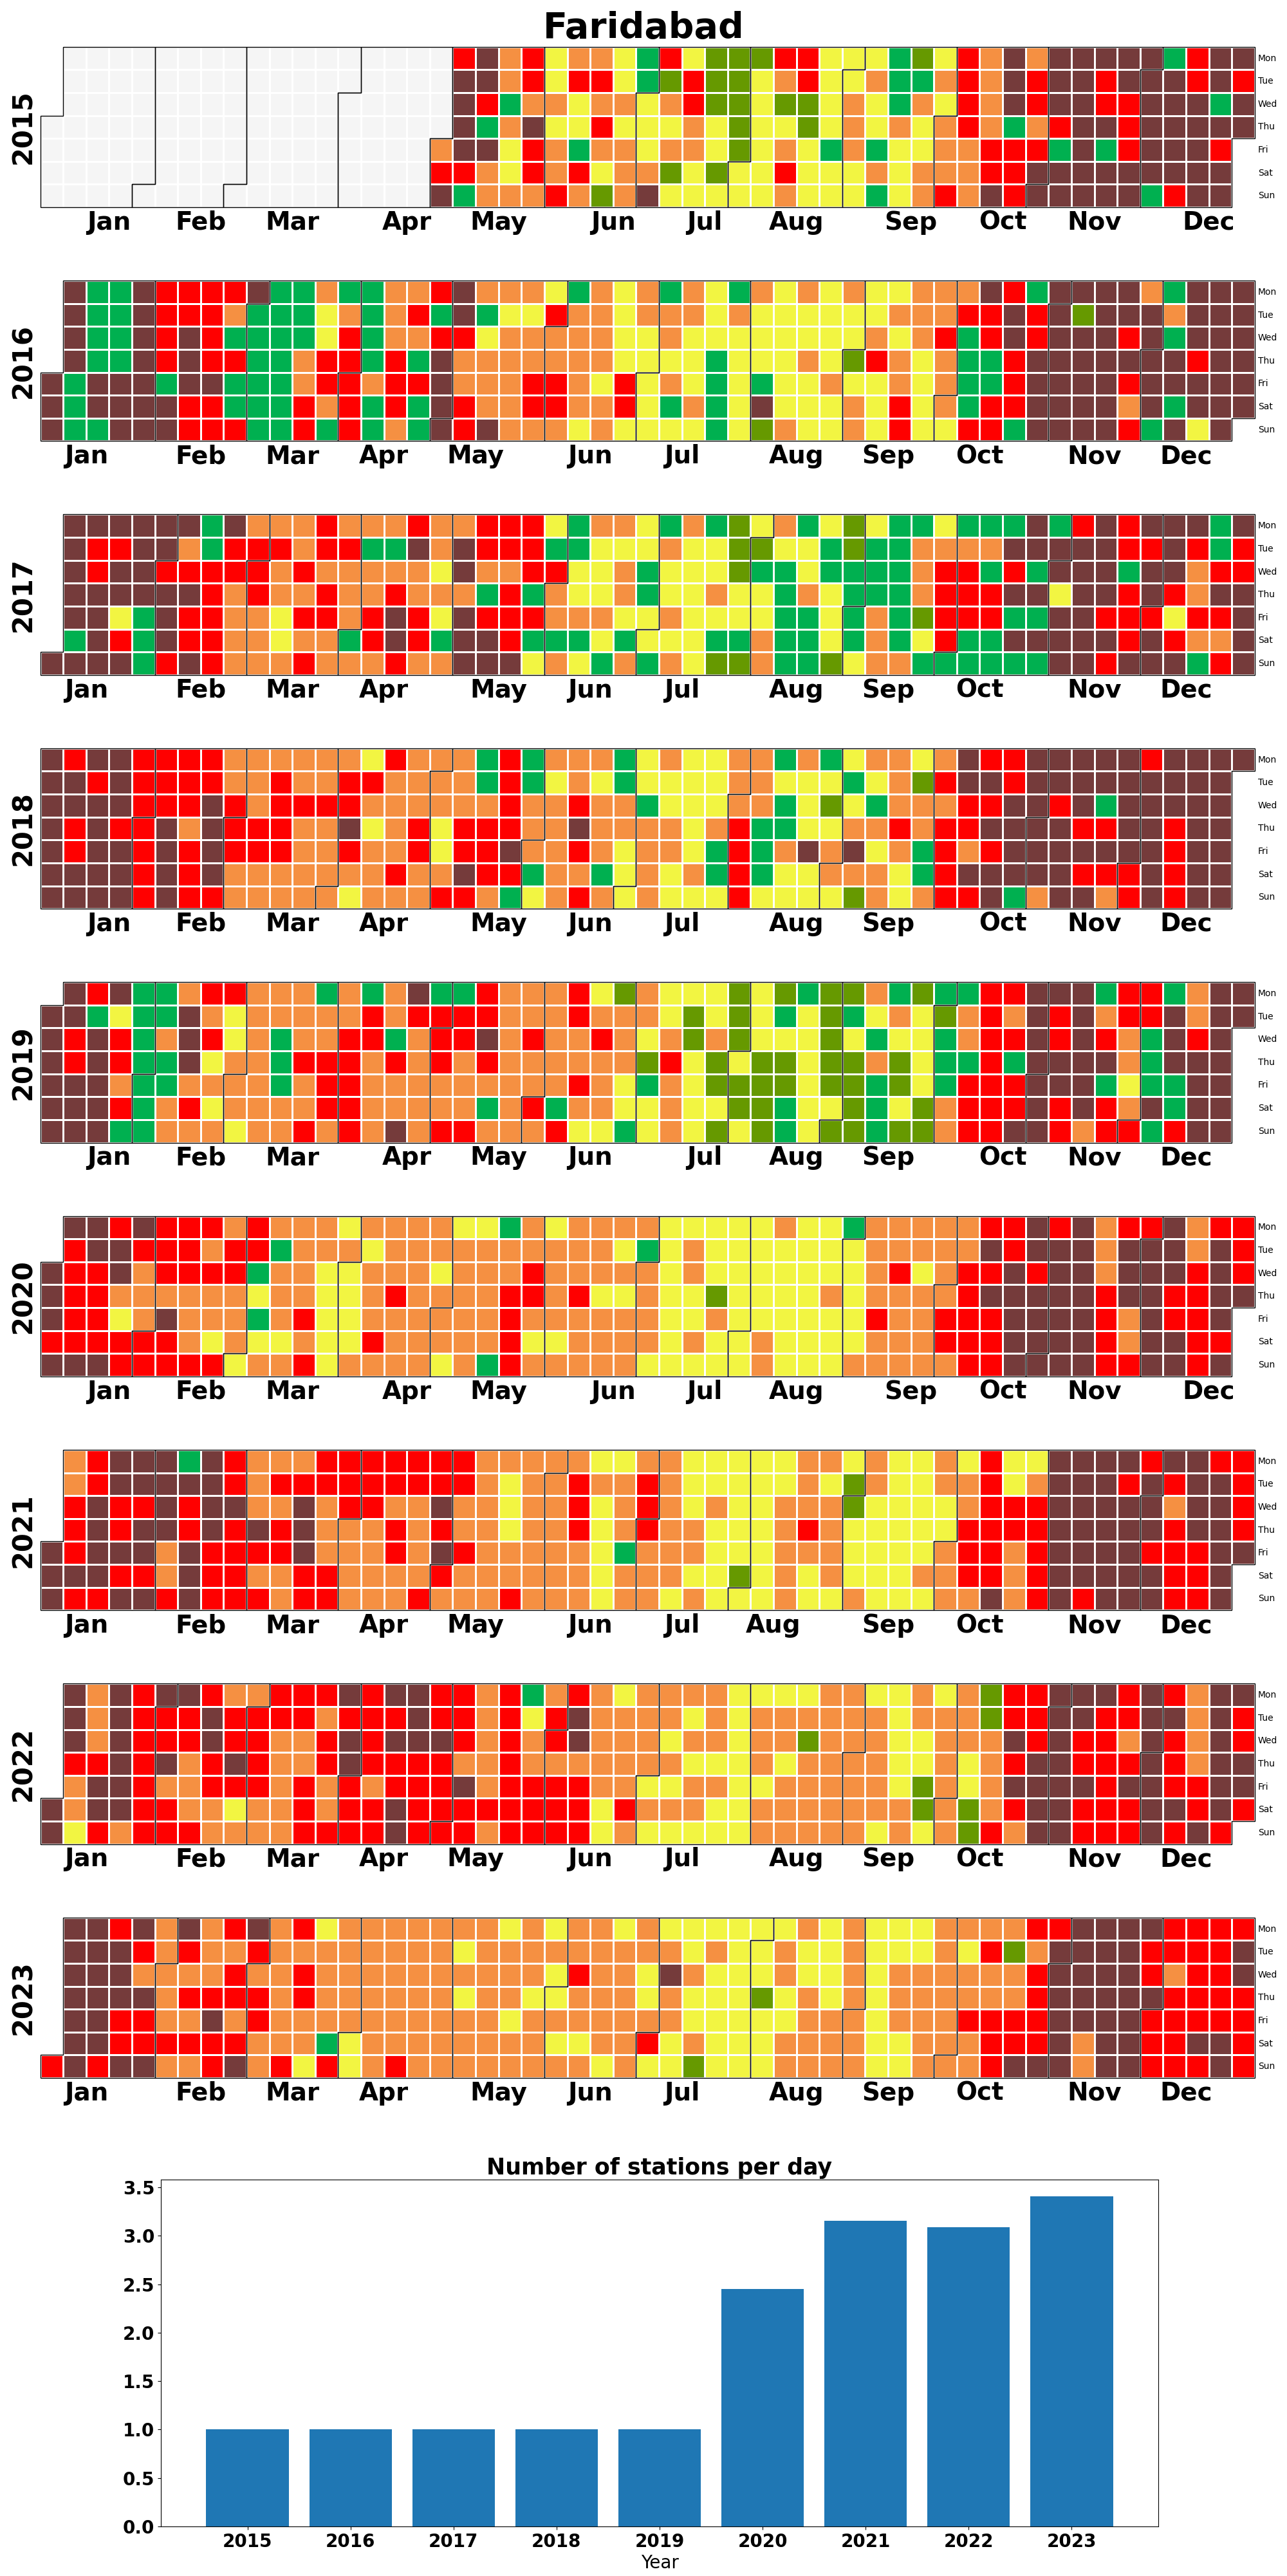 Faridabad
2015
Mon
Tue
Wed
Thu
Fri
Sat
Sun
Jan Feb Mar Apr May Jun Jul Aug Sep Oct Nov Dec
2016
Mon
Tue
Wed
Thu
Fri
Sat
Sun
Jan Feb Mar Apr May Jun Jul Aug Sep Oct Nov Dec
2017
Mon
Tue
Wed
Thu
Fri
Sat
Sun
Jan Feb Mar Apr May Jun Jul Aug Sep Oct Nov Dec
2018
Mon
Tue
Wed
Thu
Fri
Sat
Sun
Jan Feb Mar Apr May Jun Jul Aug Sep Oct Nov Dec
2019
Mon
Tue
Wed
Thu
Fri
Sat
Sun
Jan Feb Mar Apr May Jun Jul Aug Sep Oct Nov Dec
2020
Mon
Tue
Wed
Thu
Fri
Sat
Sun
Jan Feb Mar Apr May Jun Jul Aug Sep Oct Nov Dec
2021
Mon
Tue
Wed
Thu
Fri
Sat
Sun
Jan Feb Mar Apr May Jun Jul Aug Sep Oct Nov Dec
2022
Mon
Tue
Wed
Thu
Fri
Sat
Sun
Jan Feb Mar Apr May Jun Jul Aug Sep Oct Nov Dec
2023
Mon
Tue
Wed
Thu
Fri
Sat
Sun
Jan Feb Mar Apr May Jun Jul Aug Sep Oct Nov Dec
Number of stations per day
3.5
3.0
2.5
2.0
1.5
1.0
0.5
0.0
2015 2016 2017 2018 2019 2020 2021 2022 2023
Year